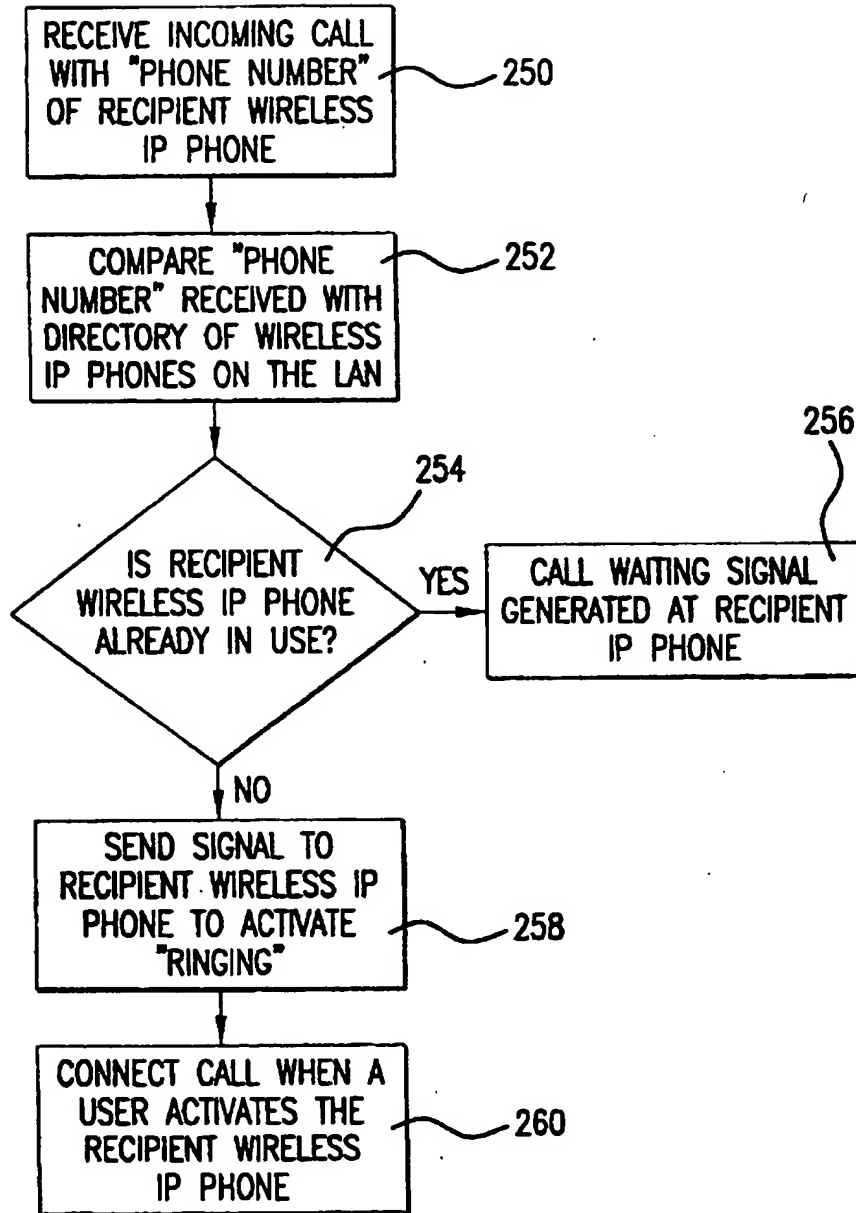 RECEIVE INCOMING CALL
WITH "PHONE NUMBER"
OF RECIPIENT WIRELESS
IP PHONE
250
COMPARE "PHONE
NUMBER" RECEIVED WITH
DIRECTORY OF WIRELESS
IP PHONES ON THE LAN
252
254
IS RECIPIENT
WIRELESS IP PHONE
ALREADY IN USE?
YES
256
CALL WAITING SIGNAL
GENERATED AT RECIPIENT
IP PHONE
NO
SEND SIGNAL TO
RECIPIENT WIRELESS IP
PHONE TO ACTIVATE
"RINGING"
258
CONNECT CALL WHEN A
USER ACTIVATES THE
RECIPIENT WIRELESS
IP PHONE
260